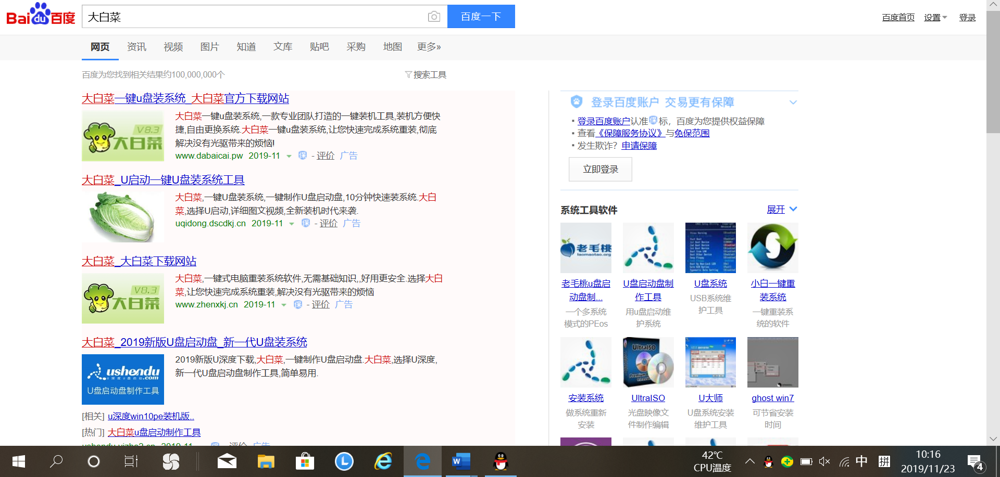 Bai du 百度
大白菜
百度一下
百度首页 设置 登录
网页 资讯 视频 图片 知道 文库 贴吧 采购 地图 更多»
百度为您找到相关结果约100,000,000个
搜索工具
大白菜一键u盘装系统_大白菜官方下载网站
V8.3
大白菜
大白菜一键u盘装系统,一款专业团队打造的一键装机工具,装机方便快
捷,自由更换系统.大白菜一键u盘装系统,让您快速完成系统重装,彻底
解决没有光驱带来的烦恼!
www.dabaicai.pw 2019-11 保 - 评价 广告
大白菜_U启动一键U盘装系统工具
大白菜,一键U盘装系统,一键制作U盘启动盘,10分钟快速装系统.大白
菜,选择U启动,详细图文视频,全新装机时代来袭.
uqidong.dscdkj.cn 2019-11 保 - 评价 广告
大白菜_大白菜下载网站
V8.3
大白菜
大白菜,一键式电脑重装系统软件,无需基础知识,,好用更安全.选择大白
菜,让您快速完成系统重装,解决没有光驱带来的烦恼
www.zhenxkj.cn 2019-11 保 - 评价 广告
大白菜_2019新版U盘启动盘_新一代U盘装系统
ushendu
U深度U盘启动 .com
U盘启动盘制作工具
2019新版U深度下载,大白菜,一键制作U盘启动盘.大白菜,选择U深度,
新一代U盘启动盘制作工具,简单易用.
[相关] u深度win10pe装机版..
[热门] 大白菜u盘启动制作工具
登录百度账户 交易更有保障
·登录百度账户认准保标，百度为您提供权益保障
·查看《保障服务协议》与免保范围
·发生欺诈？申请保障
立即登录
系统工具软件 展开
老毛桃
laomaotao.org
老毛桃u盘启 U盘启动盘制 U盘系统 小白一键重
动盘制... 作工具 USB系统维 装系统
一个多系统 用u盘启动维 护工具 一键重装系
模式的PEos 护系统 统的软件
UltraISO
安装系统 UltraISO U大师 ghost win7
做系统重新 光盘映像文 U盘系统安装 可节省安装
安装 件制作编辑 维护工具 时间
42℃
CPU温度
中 拼
10:16
2019/11/23
4